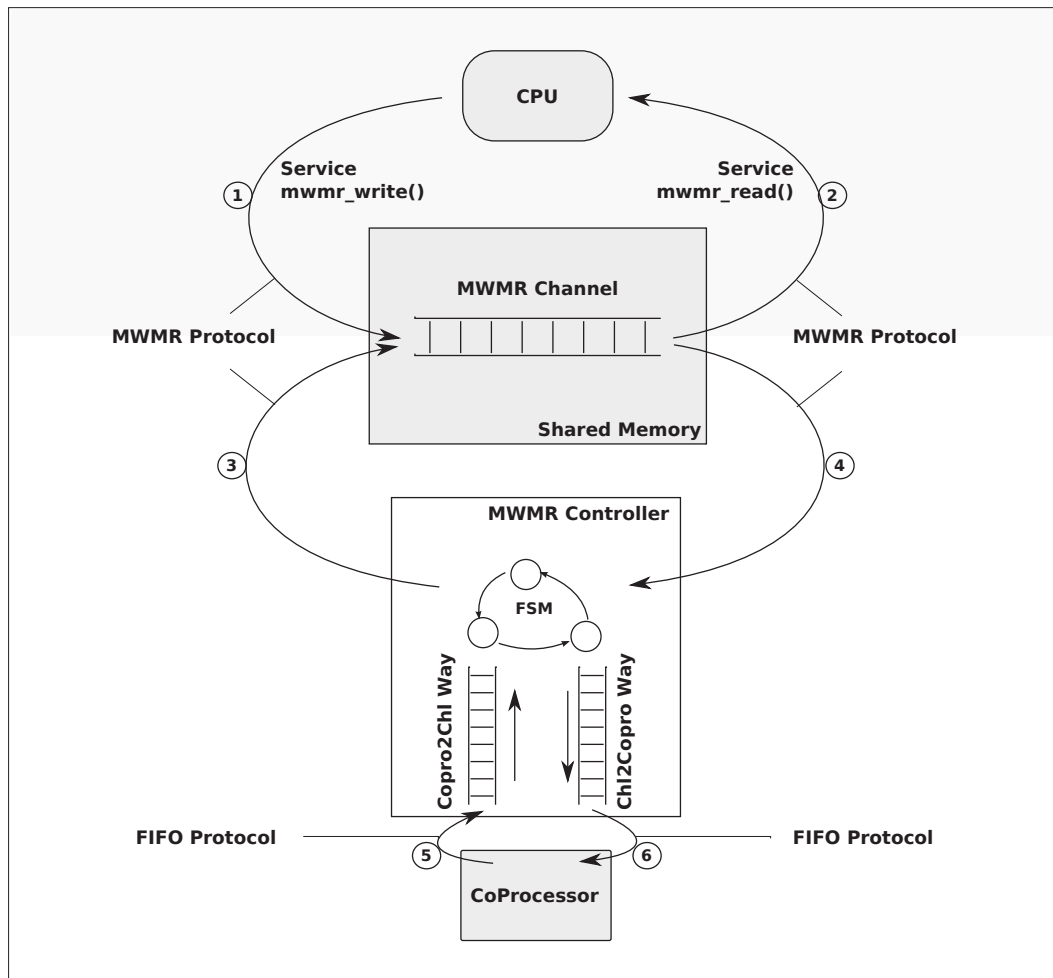 CPU
Service
mwmr_write()
Service
mwmr_read()
1
2
MWMR Channel
MWMR Protocol
MWMR Protocol
Shared Memory
3
4
MWMR Controller
FSM
Copro2Chl Way
Chl2Copro Way
FIFO Protocol
FIFO Protocol
5
6
CoProcessor